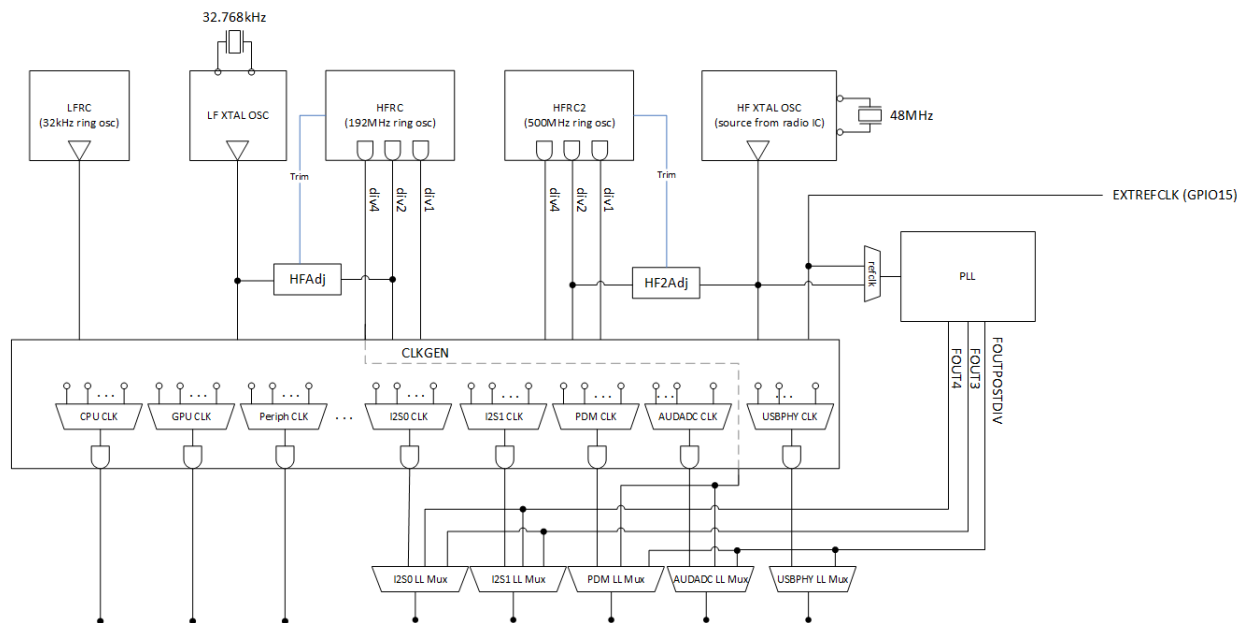 32.768kHz
LFRC
(32kHz ring osc)
LF XTAL OSC
HFRC
(192MHz ring osc)
HFRC2
(500MHz ring osc)
HF XTAL OSC
(source from radio IC)
48MHz
Trim
div4
div2
div1
div4
div2
div1
Trim
EXTREFCLK (GPIO15)
HFAdj
HF2Adj
refclk
PLL
FOUT4
FOUT3
FOUTPOSTDIV
CLKGEN
CPU CLK
GPU CLK
Periph CLK
. . .
I2S0 CLK
I2S1 CLK
PDM CLK
AUDADC CLK
USBPHY CLK
I2S0 LL Mux
I2S1 LL Mux
PDM LL Mux
AUDADC LL Mux
USBPHY LL Mux